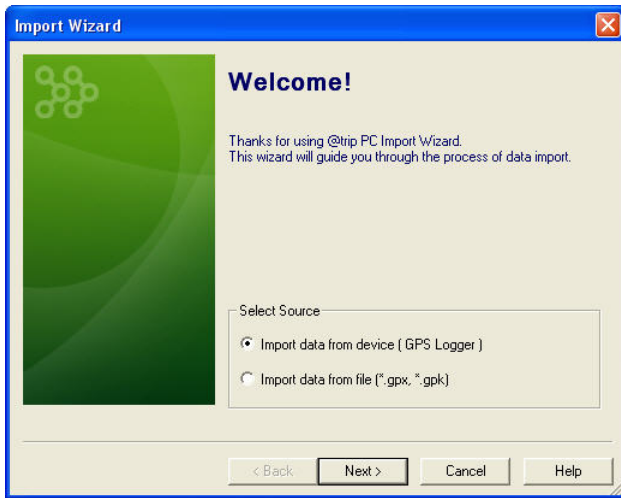 Import Wizard
Welcome!
Thanks for using @trip PC Import Wizard.
This wizard will guide you through the process of data import.
Select Source
Import data from device ( GPS Logger )
Import data from file (*.gpx, *.gpk)
< Back
Next >
Cancel
Help